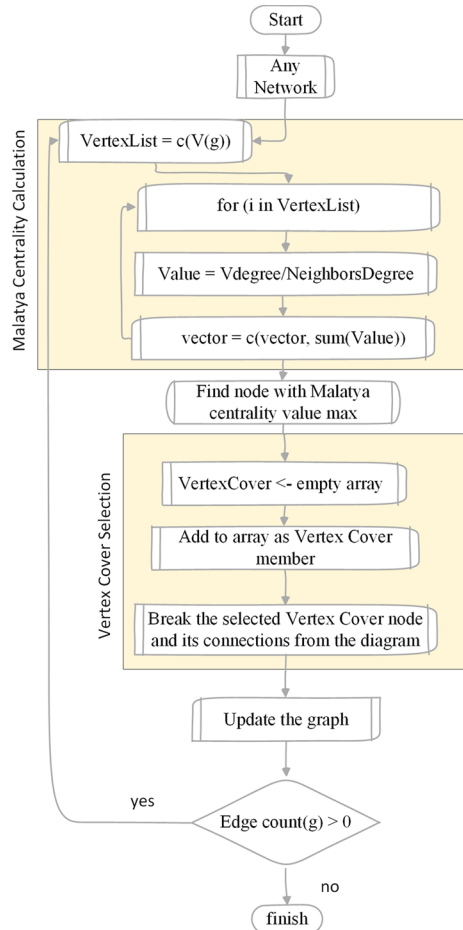 Start
Any
Network
Malatya Centrality Calculation
VertexList = c(V(g))
for (i in VertexList)
Value = Vdegree/NeighborsDegree
vector = c(vector, sum(Value))
Find node with Malatya
centrality value max
Vertex Cover Selection
VertexCover <- empty array
Add to array as Vertex Cover
member
Break the selected Vertex Cover node
and its connections from the diagram
Update the graph
yes
Edge count(g) > 0
no
finish